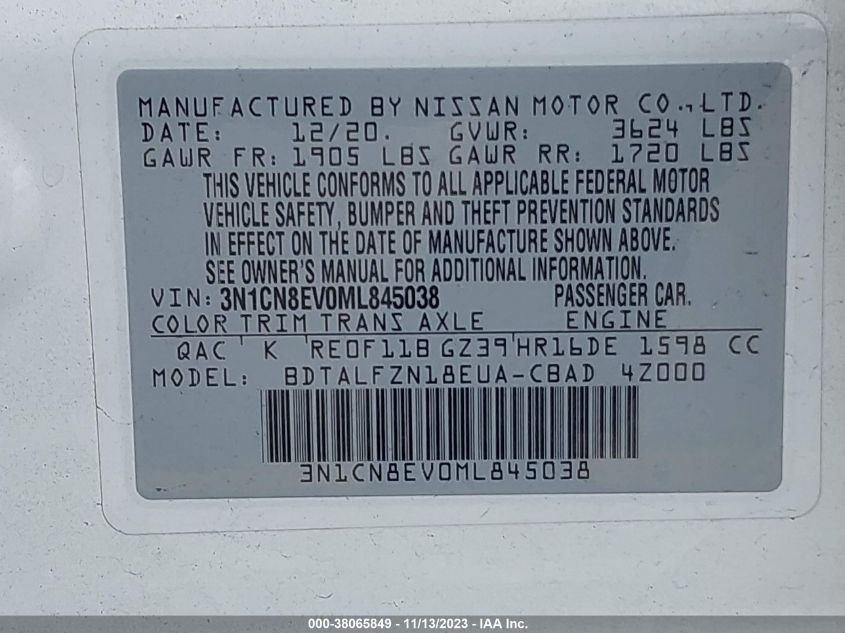 MANUFACTURED BY NISSAN MOTOR CO.,LTD.
DATE: 12/20. GVWR: 3624 LBS
GAWR FR: 1905 LBS GAWR RR: 1720 LBS
THIS VEHICLE CONFORMS TO ALL APPLICABLE FEDERAL MOTOR
VEHICLE SAFETY, BUMPER AND THEFT PREVENTION STANDARDS
IN EFFECT ON THE DATE OF MANUFACTURE SHOWN ABOVE.
SEE OWNER'S MANUAL FOR ADDITIONAL INFORMATION.
VIN: 3N1CN8EV0ML845038 PASSENGER CAR.
COLOR TRIM TRANS AXLE ENGINE
QAC ' K 'RE0F11B GZ39'HR16DE 1598 CC
MODEL: BDTALFZN18EUA-CBAD 4Z000
3N1CN8EV0ML845038
000-38065849 - 11/13/2023 - IAA Inc.